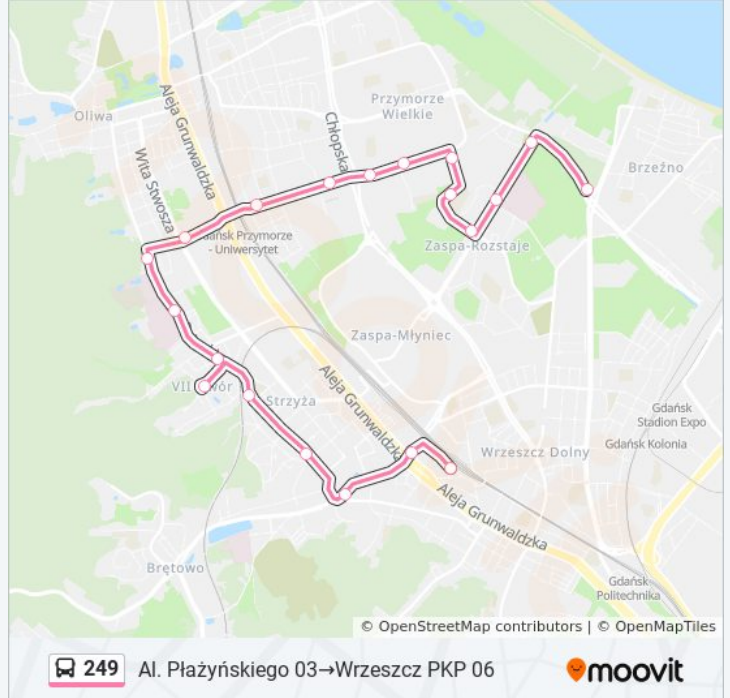 Oliwa
Aleja Grunwaldzka
Wita Stwosza
Chłopska
Przymorze
Wielkie
Brzeźno
Gdańsk Przymorze
- Uniwersytet
Zaspa-Rozstaje
Zaspa-Młyniec
VII Dwór
Strzyża
Aleja Grunwaldzka
Gdańsk
Stadion Expo
Gdańsk Kolonia
Wrzeszcz Dolny
Aleja Grunwaldzka
Brętowo
Gdańsk
Politechnika
© OpenStreetMap contributors | © OpenMapTiles
249 Al. Płażyńskiego 03→Wrzeszcz PKP 06
moovit